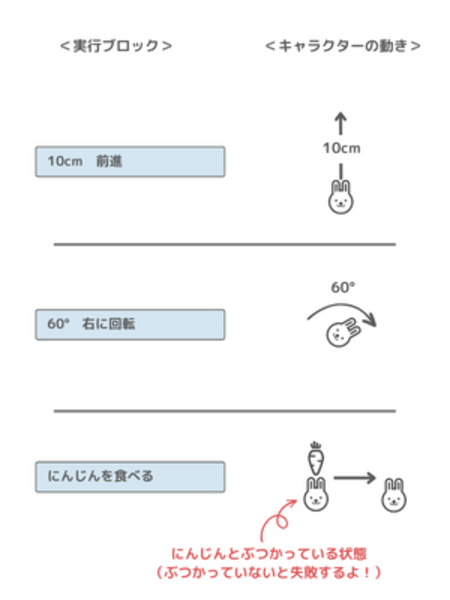 <実行ブロック>
<キャラクターの動き>
10cm 前進
10cm
60° 右に回転
60°
にんじんを食べる
にんじんとぶつかっている状態
(ぶつかっていないと失敗するよ!)